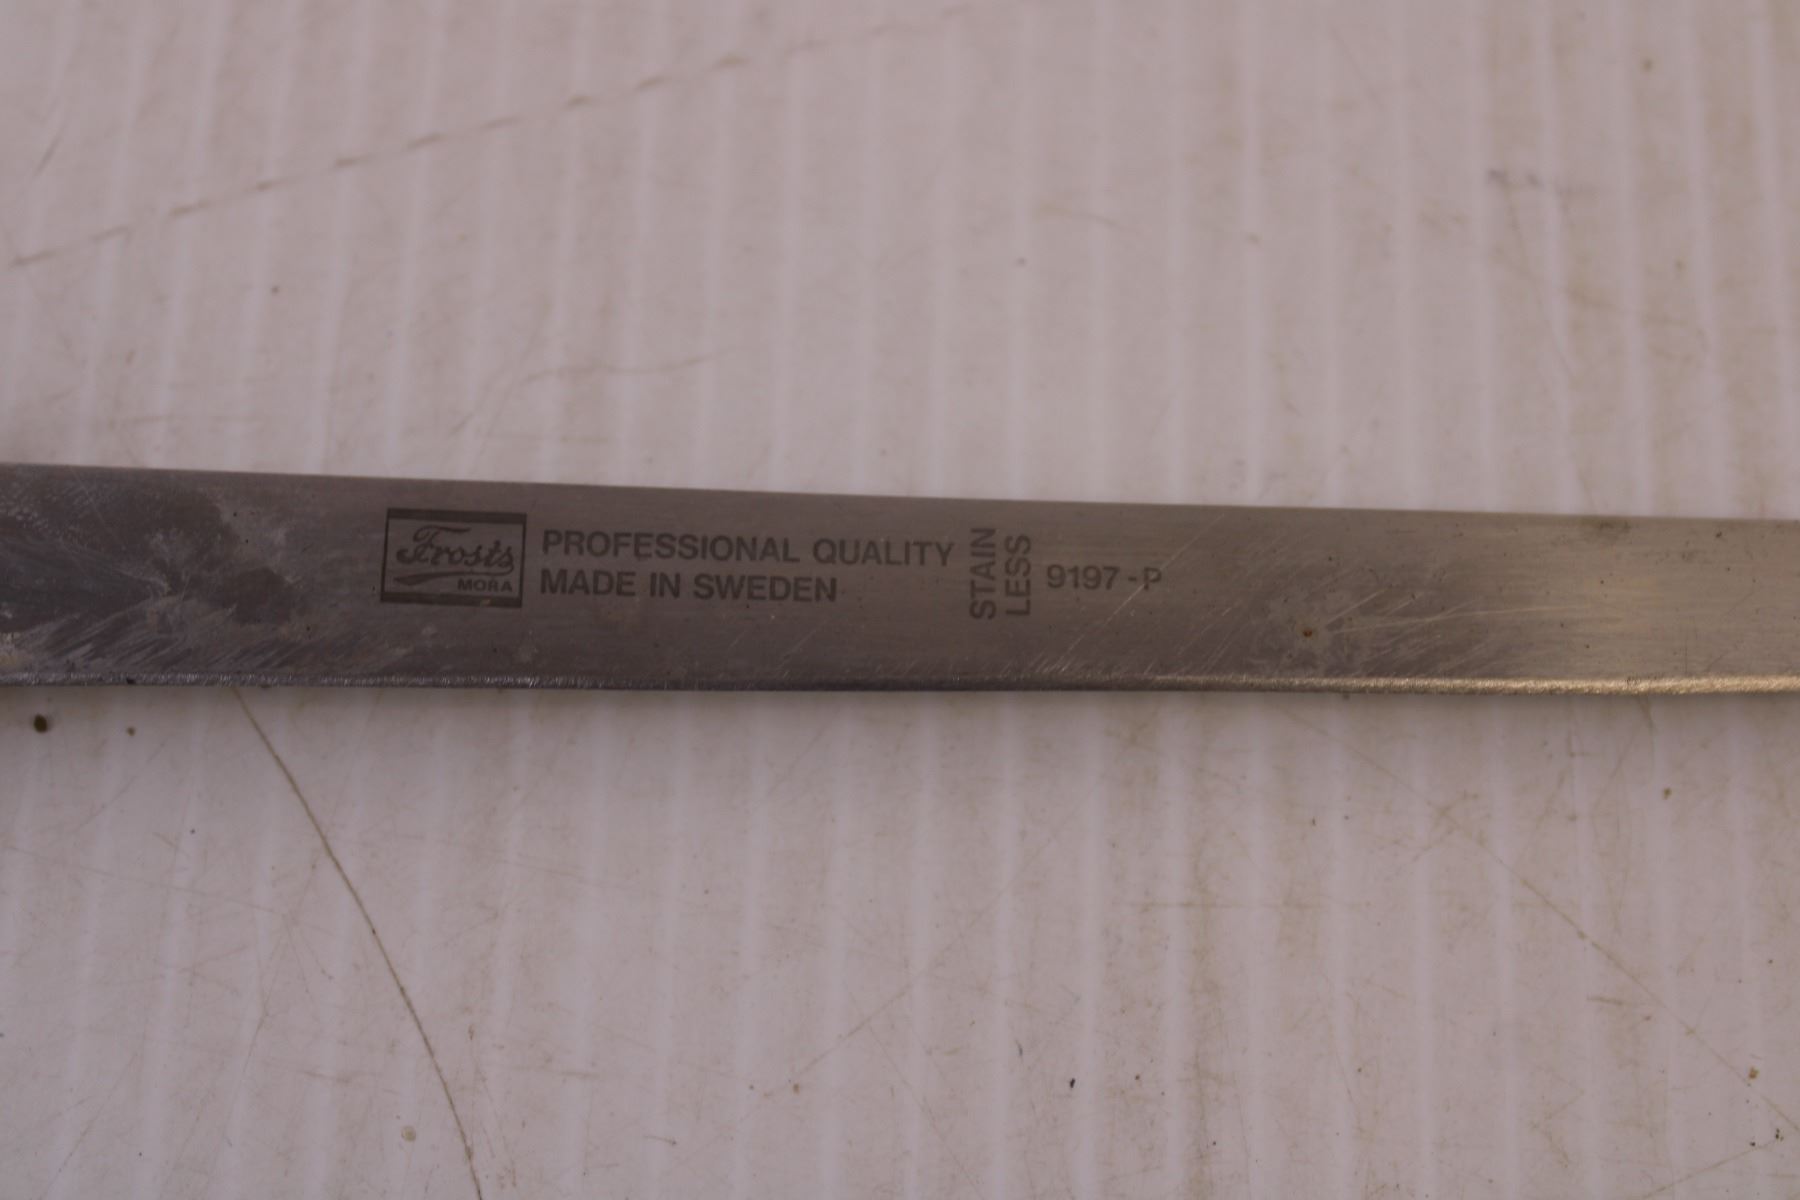 Frosts
MORA
PROFESSIONAL QUALITY
MADE IN SWEDEN
STAIN
LESS
9197-P